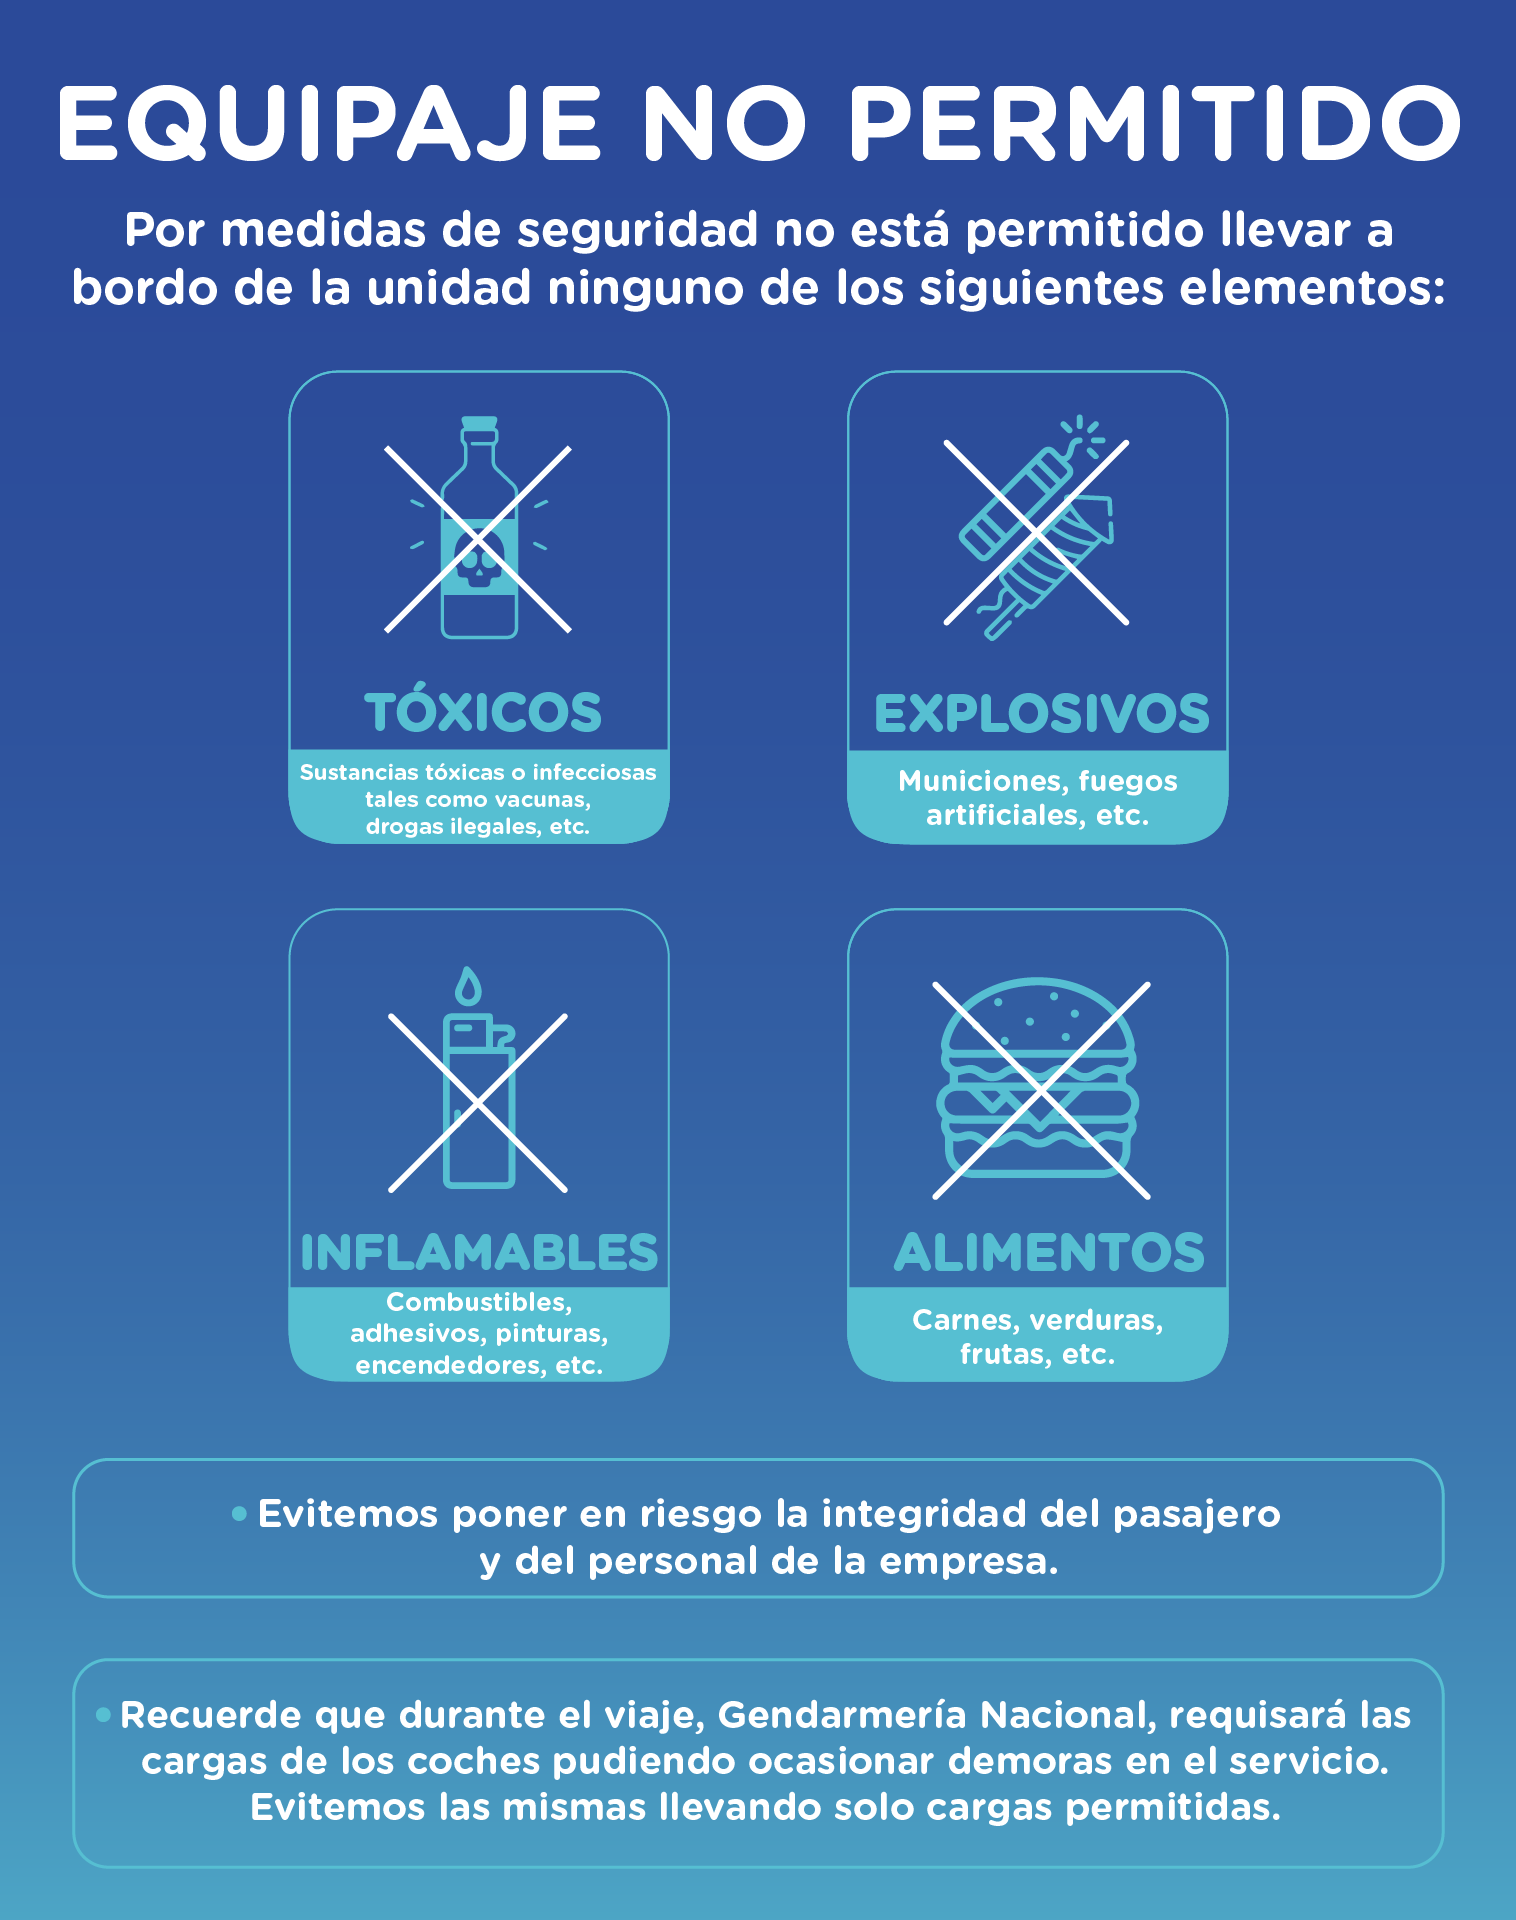 EQUIPAJE NO PERMITIDO
Por medidas de seguridad no está permitido llevar a
bordo de la unidad ninguno de los siguientes elementos:
TÓXICOS
Sustancias tóxicas o infecciosas
tales como vacunas,
drogas ilegales, etc.
EXPLOSIVOS
Municiones, fuegos
artificiales, etc.
INFLAMABLES
Combustibles,
adhesivos, pinturas,
encendedores, etc.
ALIMENTOS
Carnes, verduras,
frutas, etc.
• Evitemos poner en riesgo la integridad del pasajero
y del personal de la empresa.
• Recuerde que durante el viaje, Gendarmería Nacional, requisará las
cargas de los coches pudiendo ocasionar demoras en el servicio.
Evitemos las mismas llevando solo cargas permitidas.